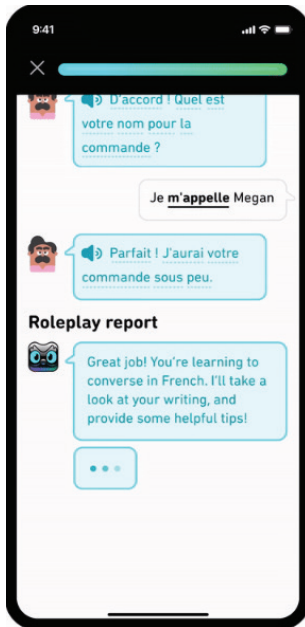 9:41
D'accord ! Quel est
votre nom pour la
commande ?
Je m'appelle Megan
Parfait ! J'aurai votre
commande sous peu.
Roleplay report
Great job! You're learning to
converse in French. I'll take a
look at your writing, and
provide some helpful tips!